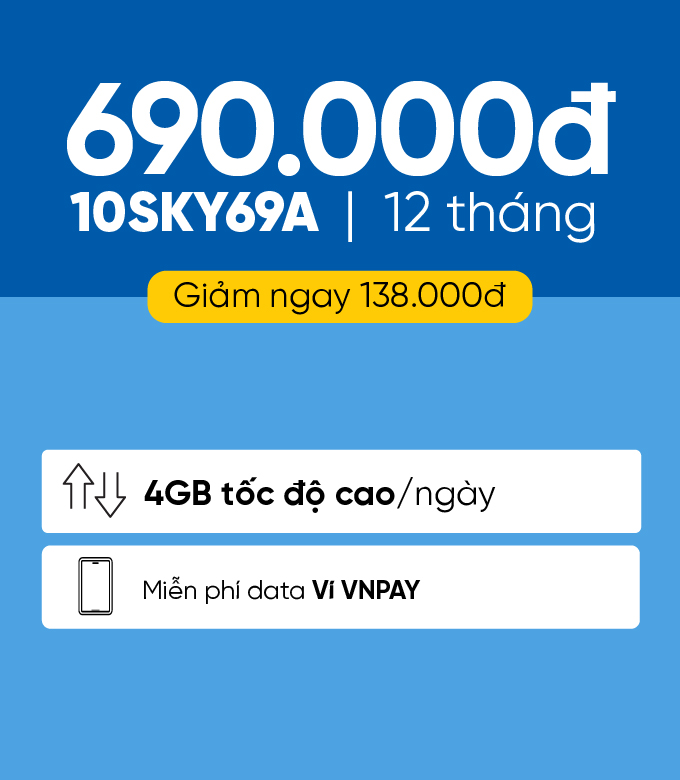 690.000đ
10SKY69A | 12 tháng
Giảm ngay 138.000đ
4GB tốc độ cao/ngày
Miễn phí data Ví VNPAY